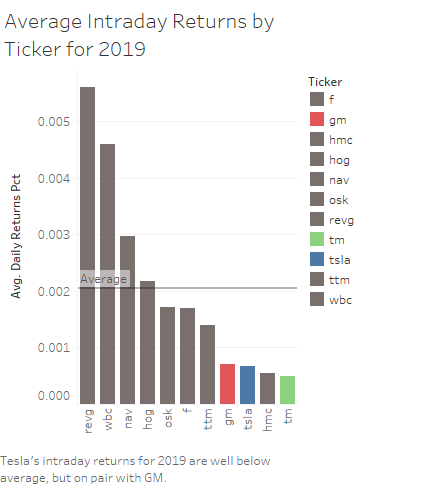 Average Intraday Returns by
Ticker for 2019
Ticker
f
gm
hmc
hog
nav
osk
revg
tm
tsla
ttm
wbc
Avg. Daily Returns Pct
0.005
0.004
0.003
0.002
0.001
0.000
Average
revg
wbc
nav
hog
osk
f
ttm
gm
tsla
hmc
tm
Tesla's intraday returns for 2019 are well below
average, but on pair with GM.